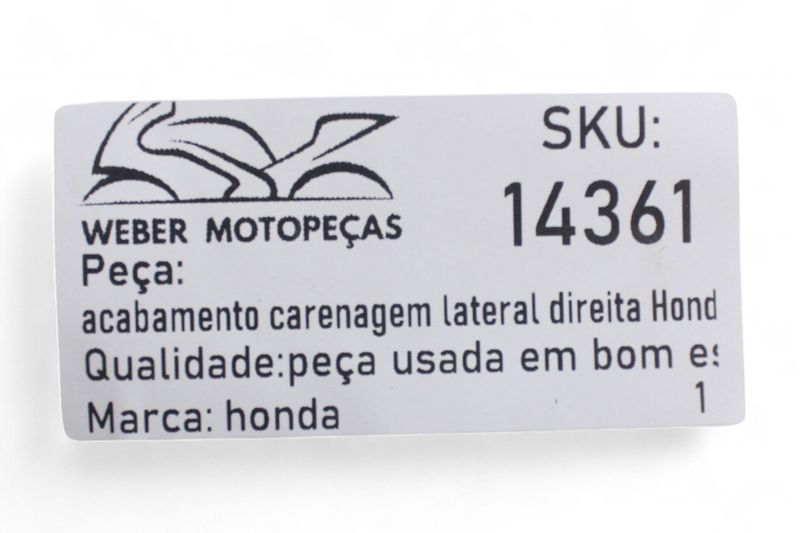 SKU:
14361
WEBER MOTOPEÇAS
Peça:
acabamento carenagem lateral direita Hond
Qualidade:peça usada em bom es
Marca: honda
1